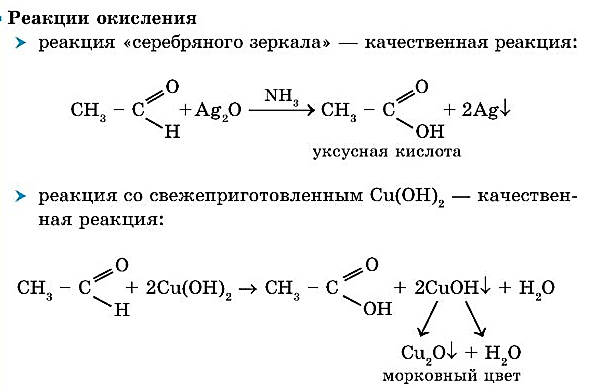 Реакции окисления
➤ реакция «серебряного зеркала» — качественная реакция:
O
NH₃
CH₃ – C + Ag₂O ⟶ CH₃ – C + 2Ag↓
H
O
OH
уксусная кислота
➤ реакция со свежеприготовленным Cu(OH)₂ — качествен-
ная реакция:
O
CH₃ – C + 2Cu(OH)₂ → CH₃ – C + 2CuOH↓ + H₂O
H
O
OH
Cu₂O↓ + H₂O
морковный цвет